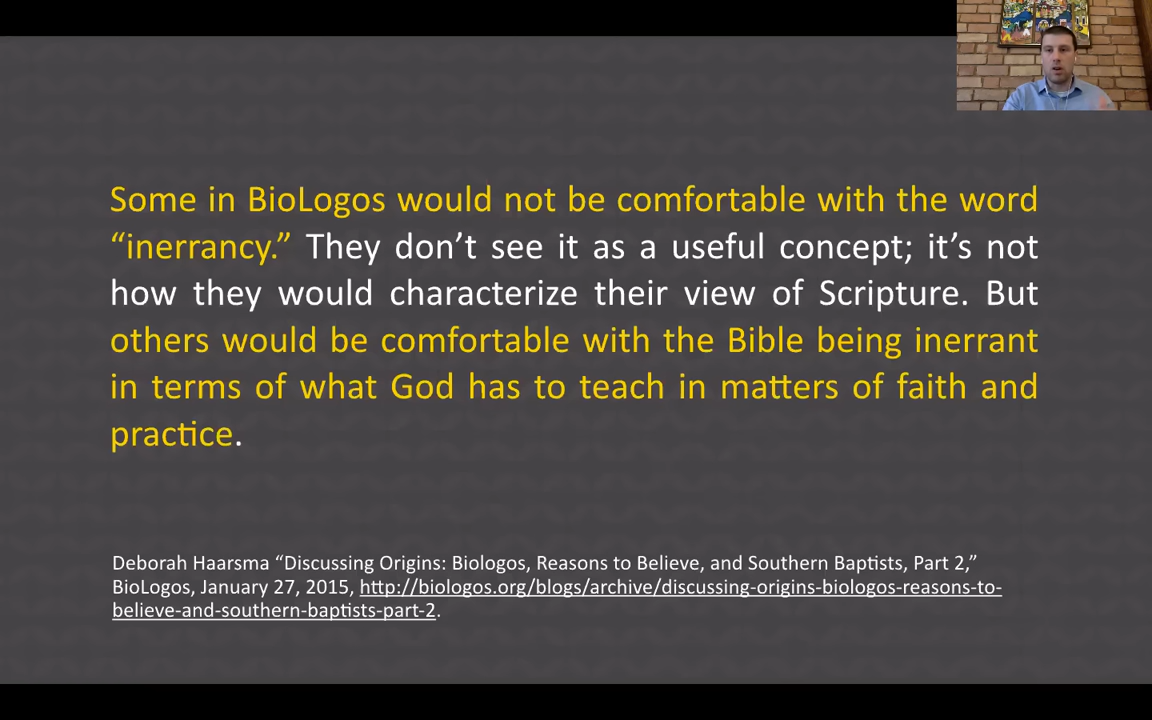 Some in BioLogos would not be comfortable with the word
“inerrancy.” They don’t see it as a useful concept; it’s not
how they would characterize their view of Scripture. But
others would be comfortable with the Bible being inerrant
in terms of what God has to teach in matters of faith and
practice.
Deborah Haarsma “Discussing Origins: Biologos, Reasons to Believe, and Southern Baptists, Part 2,”
BioLogos, January 27, 2015, http://biologos.org/blogs/archive/discussing-origins-biologos-reasons-to-
believe-and-southern-baptists-part-2.